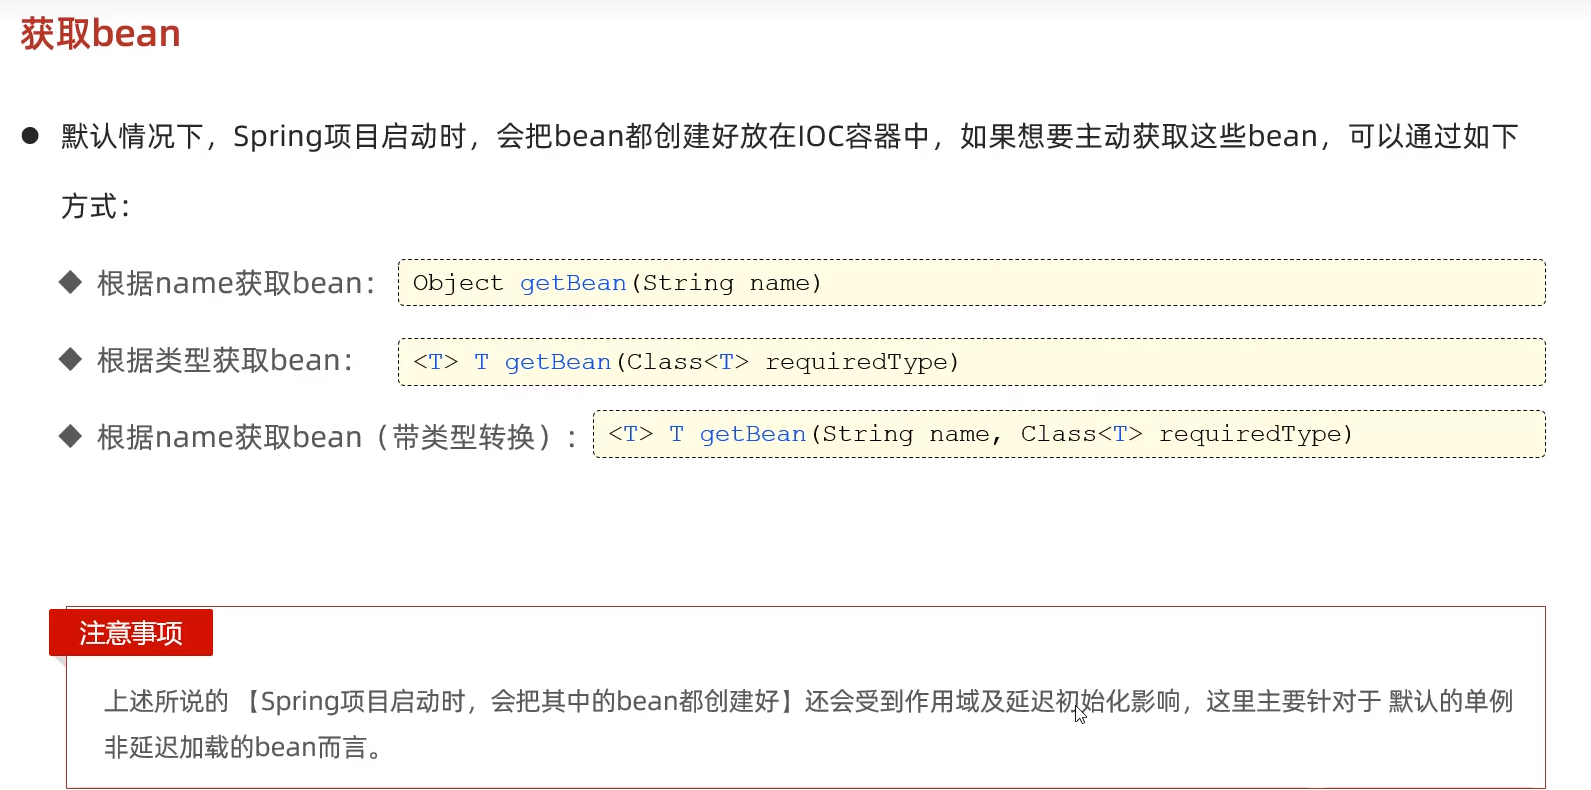 获取bean
● 默认情况下，Spring项目启动时，会把bean都创建好放在IOC容器中，如果想要主动获取这些bean，可以通过如下
方式：
◆ 根据name获取bean： Object getBean(String name)
◆ 根据类型获取bean： <T> T getBean(Class<T> requiredType)
◆ 根据name获取bean（带类型转换）： <T> T getBean(String name, Class<T> requiredType)
注意事项
上述所说的 【Spring项目启动时，会把其中的bean都创建好】还会受到作用域及延迟初始化影响，这里主要针对于 默认的单例
非延迟加载的bean而言。